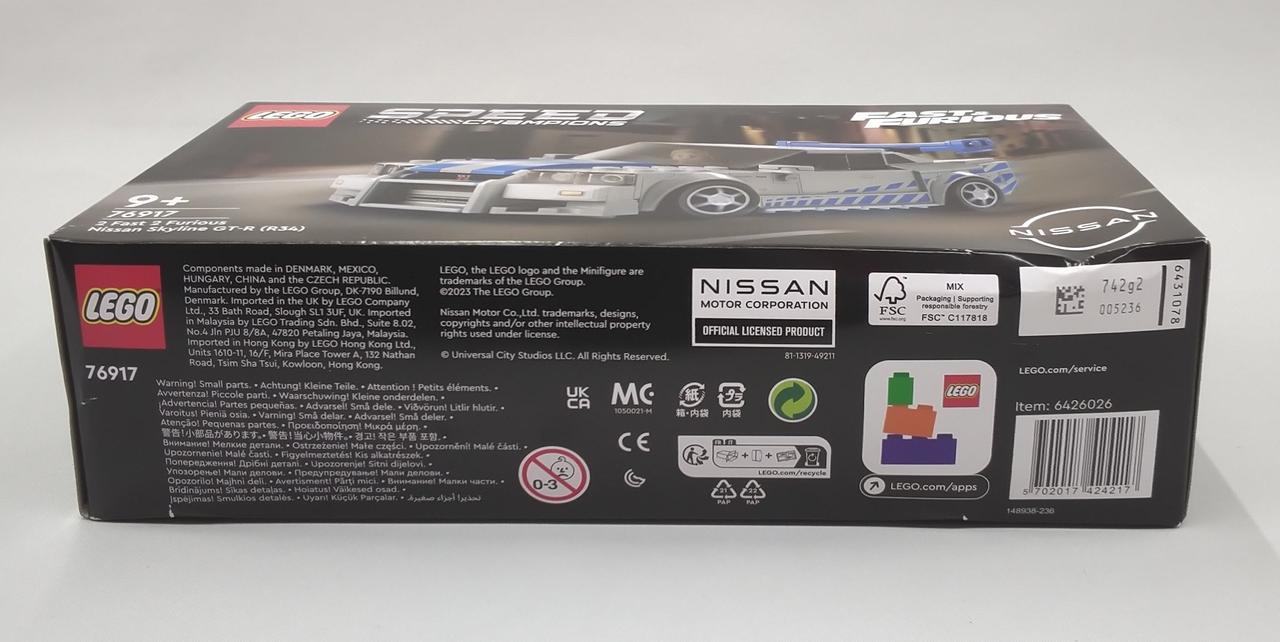 LEGO
SPEED
CHAMPIONS
FAST & FURIOUS
9+
76917
2 Fast 2 Furious
Nissan Skyline GT-R (R34)
NISSAN
LEGO
76917
Components made in DENMARK, MEXICO,
HUNGARY, CHINA and the CZECH REPUBLIC.
Manufactured by the LEGO Group, DK-7190 Billund,
Denmark. Imported in the UK by LEGO Company
Ltd., 33 Bath Road, Slough SL1 3UF, UK. Imported
in Malaysia by LEGO Trading Sdn. Bhd., Suite 8.02,
No.4 Jln PJU 8/8A, 47820 Petaling Jaya, Malaysia.
Imported in Hong Kong by LEGO Hong Kong Ltd.,
Units 1610-11, 16/F, Mira Place Tower A, 132 Nathan
Road, Tsim Sha Tsui, Kowloon, Hong Kong.
LEGO, the LEGO logo and the Minifigure are
trademarks of the LEGO Group.
©2023 The LEGO Group.
Nissan Motor Co.,Ltd. trademarks, designs,
copyrights and/or other intellectual property
rights used under license.
© Universal City Studios LLC. All Rights Reserved.
Warning! Small parts. • Achtung! Kleine Teile. • Attention ! Petits éléments. •
Avvertenza! Piccole parti. • Waarschuwing! Kleine onderdelen. •
¡Advertencia! Partes pequeñas. • Advarsel! Små dele. • Viðvörun! Litlir hlutir. •
Varoitus! Pieniä osia. • Varning! Små delar. • Advarsel! Små deler. •
Atenção! Pequenas partes. • Προειδοποίηση! Μικρά μέρη. •
警告!小部品があります。• 警告!当心小物件。• 경고! 작은 부품 포함. •
Внимание! Мелкие детали. • Ostrzeżenie! Małe części. • Upozornění! Malé části. •
Upozornenie! Malé časti. • Figyelmeztetés! Kis alkatrészek. •
Попередження! Дрібні деталі. • Upozorenje! Sitni dijelovi. •
Упозорење! Мали делови. • Предупредување! Мали делови. •
Opozorilo! Majhni deli. • Avertisment! Părţi mici. • Внимание! Малки части. •
Brīdinājums! Sīkas detaļas. • Hoiatus! Väikesed osad. •
Įspėjimas! Smulkios detalės. • Uyarı! Küçük Parçalar. • تحذير! أجزاء صغيرة.
0-3
UK
CA
MC
1050021-M
CE
紙
箱·内袋
プラ
内袋
NISSAN
MOTOR CORPORATION
OFFICIAL LICENSED PRODUCT
81-1319-49211
FR IT
LEGO.com/recycle
21
PAP
22
PAP
FSC
www.fsc.org
MIX
Packaging | Supporting
responsible forestry
FSC™ C117818
LEGO
LEGO.com/apps
742g2
005236
6431078
LEGO.com/service
Item: 6426026
5 702017 424217
148938-236